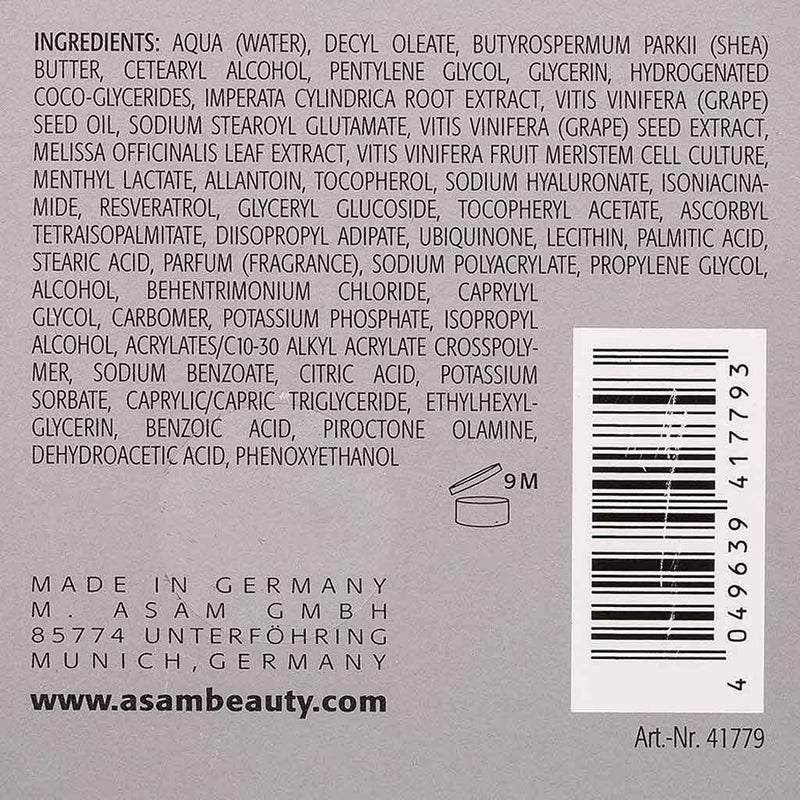 INGREDIENTS: AQUA (WATER), DECYL OLEATE, BUTYROSPERMUM PARKII (SHEA)
BUTTER, CETEARYL ALCOHOL, PENTYLENE GLYCOL, GLYCERIN, HYDROGENATED
COCO-GLYCERIDES, IMPERATA CYLINDRICA ROOT EXTRACT, VITIS VINIFERA (GRAPE)
SEED OIL, SODIUM STEAROYL GLUTAMATE, VITIS VINIFERA (GRAPE) SEED EXTRACT,
MELISSA OFFICINALIS LEAF EXTRACT, VITIS VINIFERA FRUIT MERISTEM CELL CULTURE,
MENTHYL LACTATE, ALLANTOIN, TOCOPHEROL, SODIUM HYALURONATE, ISONIACINA-
MIDE, RESVERATROL, GLYCERYL GLUCOSIDE, TOCOPHERYL ACETATE, ASCORBYL
TETRAISOPALMITATE, DIISOPROPYL ADIPATE, UBIQUINONE, LECITHIN, PALMITIC ACID,
STEARIC ACID, PARFUM (FRAGRANCE), SODIUM POLYACRYLATE, PROPYLENE GLYCOL,
ALCOHOL, BEHENTRIMONIUM CHLORIDE, CAPRYLYL
GLYCOL, CARBOMER, POTASSIUM PHOSPHATE, ISOPROPYL
ALCOHOL, ACRYLATES/C10-30 ALKYL ACRYLATE CROSSPOLY-
MER, SODIUM BENZOATE, CITRIC ACID, POTASSIUM
SORBATE, CAPRYLIC/CAPRIC TRIGLYCERIDE, ETHYLHEXYL-
GLYCERIN, BENZOIC ACID, PIROCTONE OLAMINE,
DEHYDROACETIC ACID, PHENOXYETHANOL
9M
MADE IN GERMANY
M. ASAM GMBH
85774 UNTERFÖHRING
MUNICH, GERMANY
www.asambeauty.com
4 049639 417793
Art.-Nr. 41779